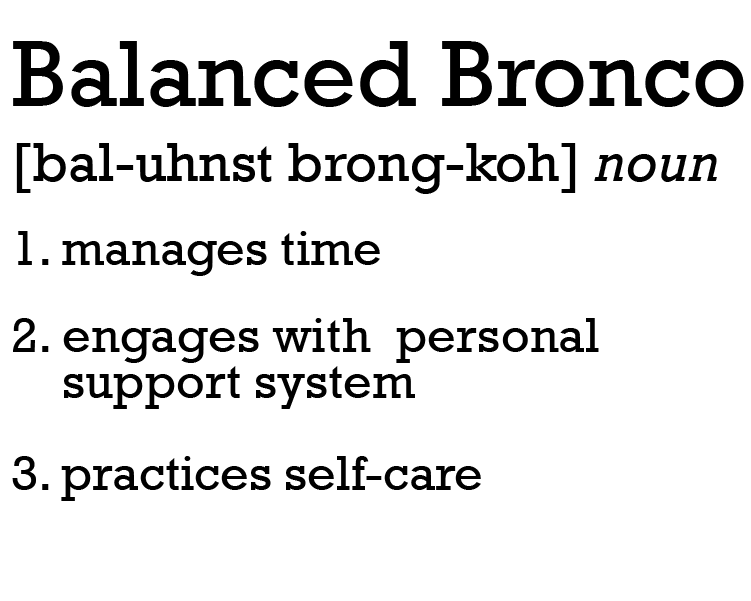 Balanced Bronco
[bal-uhnst brong-koh] noun
1. manages time
2. engages with personal
support system
3. practices self-care